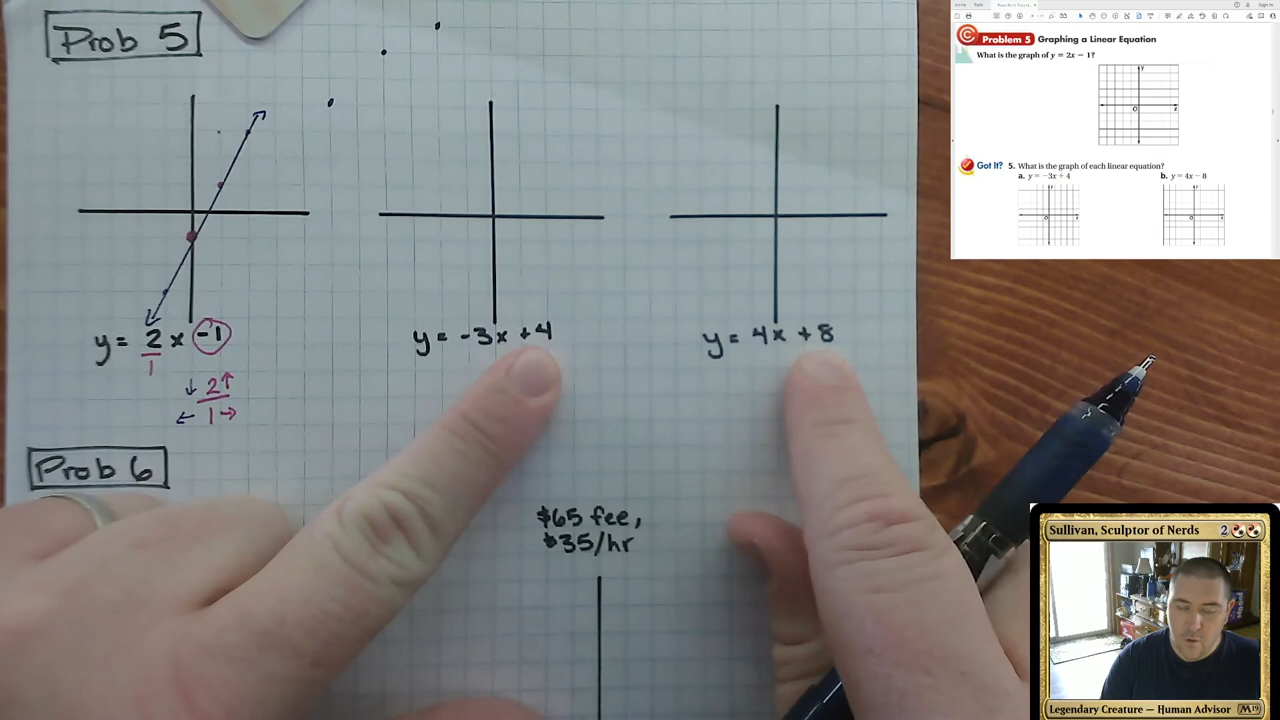 Prob 5
y = 2x -1
1
↓ 2↑
← 1→
y = -3x +4
y = 4x +8
Prob 6
$65 fee,
$35/hr
Problem 5 Graphing a Linear Equation
What is the graph of y = 2x − 1?
y
O
x
Got It? 5. What is the graph of each linear equation?
a. y = −3x + 4
b. y = 4x − 8
Sullivan, Sculptor of Nerds 2
Legendary Creature — Human Advisor M19